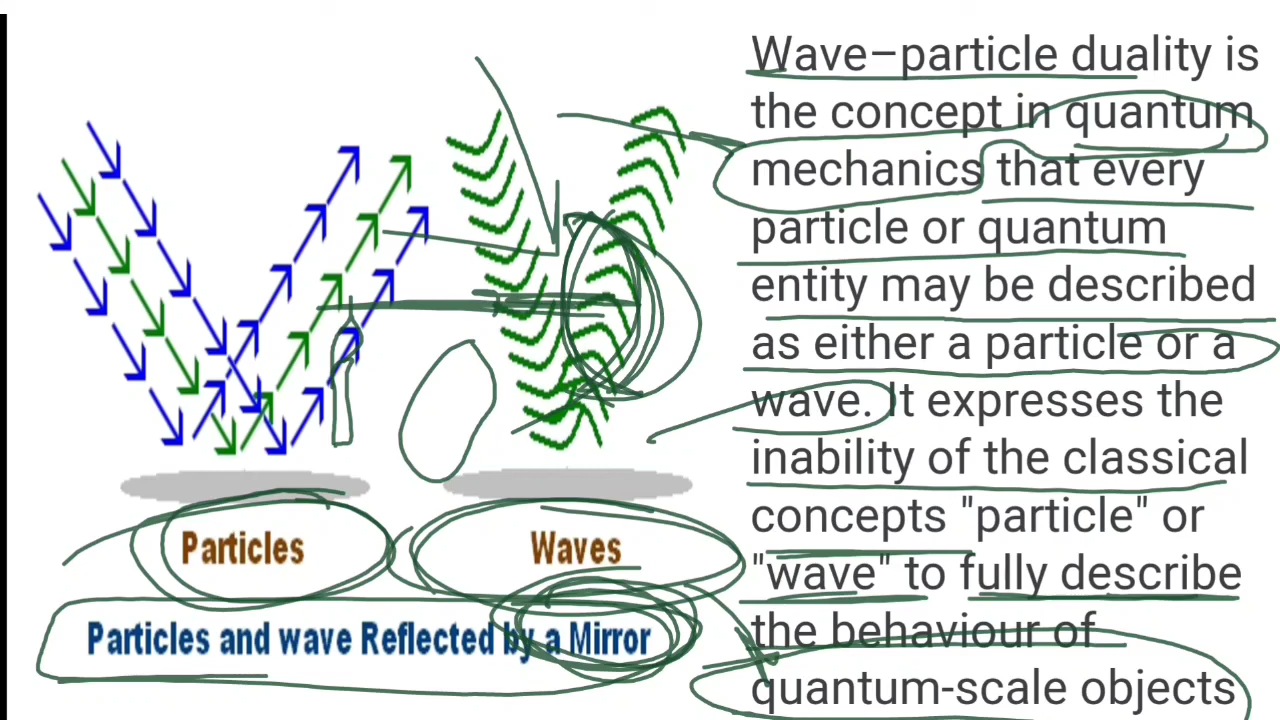 Particles
Waves
Particles and wave Reflected by a Mirror
Wave–particle duality is
the concept in quantum
mechanics that every
particle or quantum
entity may be described
as either a particle or a
wave. It expresses the
inability of the classical
concepts "particle" or
"wave" to fully describe
the behaviour of
quantum-scale objects